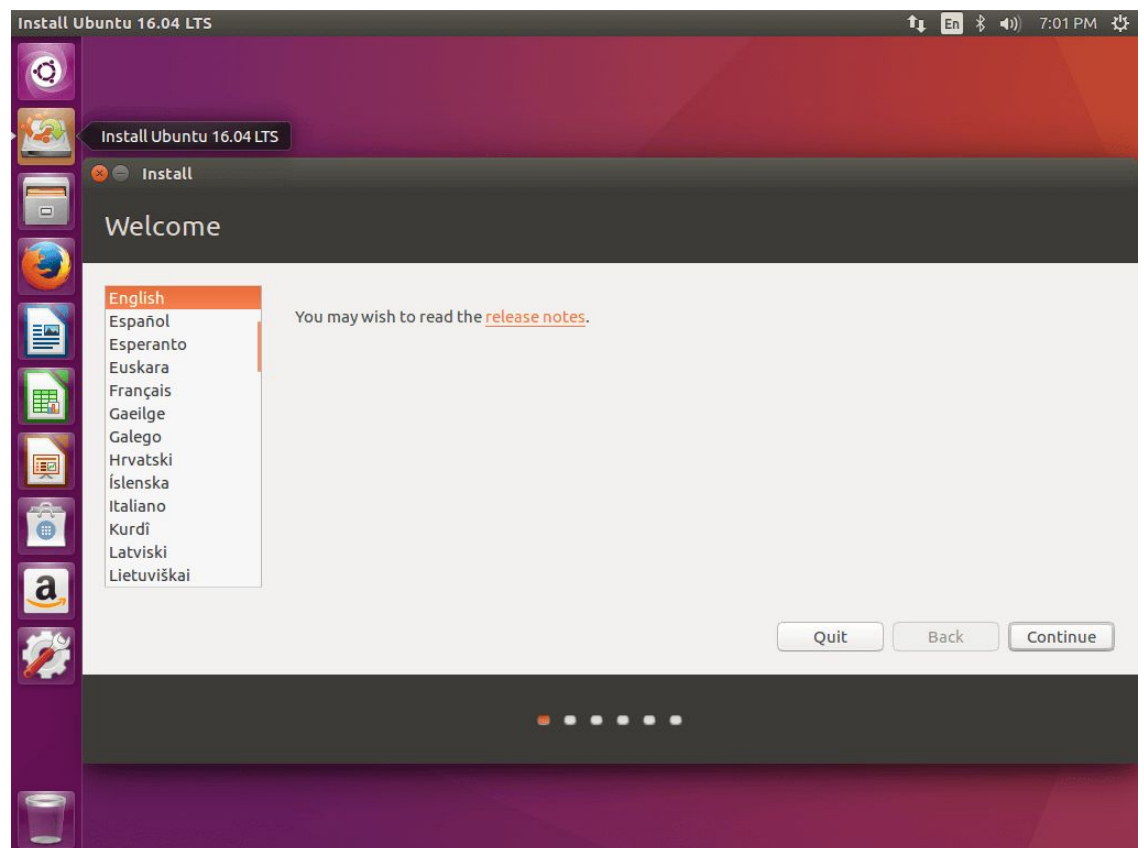 Install Ubuntu 16.04 LTS
En
7:01 PM
Install Ubuntu 16.04 LTS
Install
Welcome
English
Español
Esperanto
Euskara
Français
Gaeilge
Galego
Hrvatski
Íslenska
Italiano
Kurdî
Latviski
Lietuviškai
You may wish to read the release notes.
a
Quit
Back
Continue